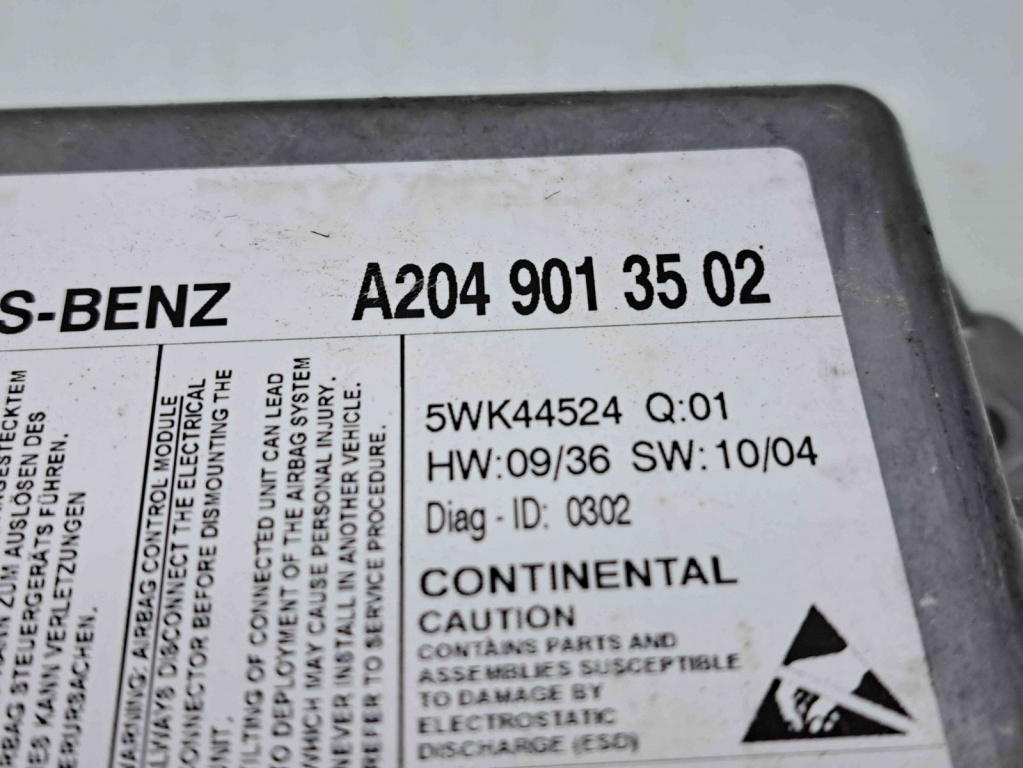 S-BENZ A204 901 35 02
ZUM AUSLÖSEN DES
STEUERGERÄTS FÜHREN.
ES KANN VERLETZUNGEN
WARNING: AIRBAG CONTROL MODULE
ALWAYS DISCONNECT THE ELECTRICAL
CONNECTOR BEFORE DISMOUNTING THE
UNIT.
TILTING OF CONNECTED UNIT CAN LEAD
TO DEPLOYMENT OF THE AIRBAG SYSTEM
WHICH MAY CAUSE PERSONAL INJURY.
NEVER INSTALL IN ANOTHER VEHICLE.
REFER TO SERVICE PROCEDURE.
5WK44524 Q:01
HW:09/36 SW:10/04
Diag - ID: 0302
CONTINENTAL
CAUTION
CONTAINS PARTS AND
ASSEMBLIES SUSCEPTIBLE
TO DAMAGE BY
ELECTROSTATIC
DISCHARGE (ESD)